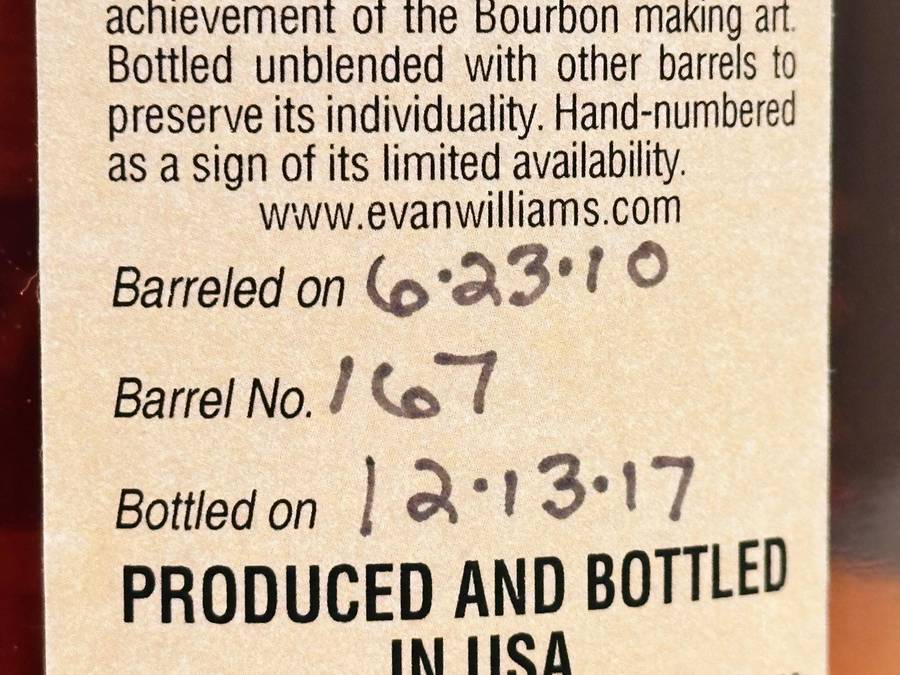 achievement of the Bourbon making art.
Bottled unblended with other barrels to
preserve its individuality. Hand-numbered
as a sign of its limited availability.
www.evanwilliams.com
Barreled on 6·23·10
Barrel No. 167
Bottled on 12·13·17
PRODUCED AND BOTTLED
IN USA